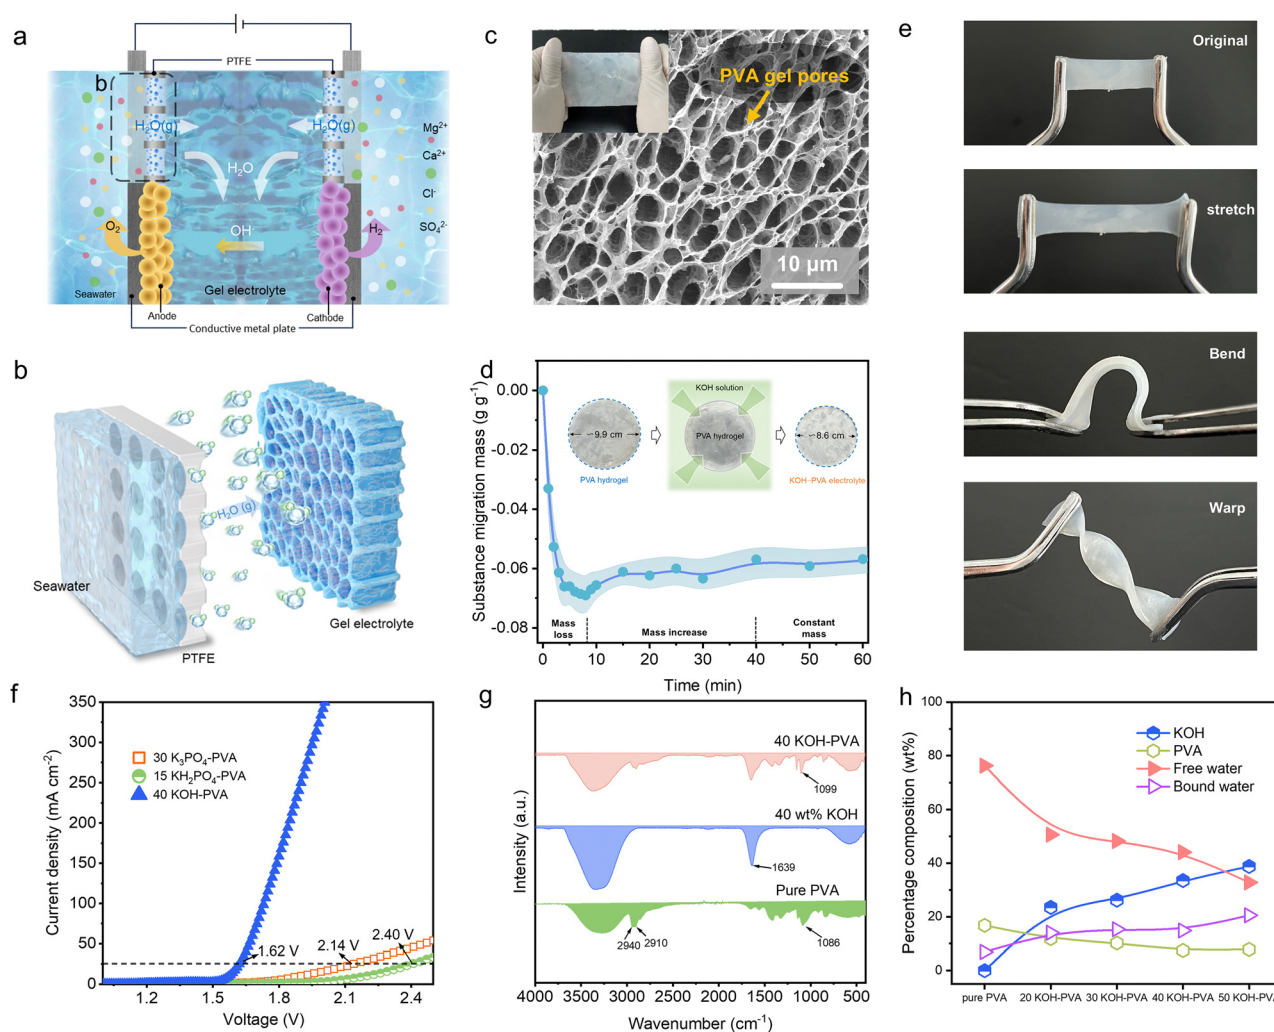 a
PTFE
b
H₂O(g)
H₂O(g)
Mg²⁺
Ca²⁺
H₂O
Cl⁻
O₂
OH⁻
H₂
SO₄²⁻
Seawater
Gel electrolyte
Anode
Cathode
Conductive metal plate
b
H₂O (g)
Seawater
PTFE
Gel electrolyte
c
PVA gel pores
10 μm
d
Substance migration mass (g g⁻¹)
0.00
-0.02
-0.04
-0.06
-0.08
KOH solution
~9.9 cm
PVA hydrogel
~8.6 cm
PVA hydrogel
KOH-PVA electrolyte
Mass loss
Mass increase
Constant mass
0 10 20 30 40 50 60
Time (min)
e
Original
stretch
Bend
Warp
f
Current density (mA cm⁻²)
350
300
250
200
150
100
50
0
30 K₃PO₄-PVA
15 KH₂PO₄-PVA
40 KOH-PVA
1.62 V
2.14 V
2.40 V
1.2 1.5 1.8 2.1 2.4
Voltage (V)
g
Intensity (a.u.)
40 KOH-PVA
1099
40 wt% KOH
1639
Pure PVA
2940
2910
1086
4000 3000 2000 1000
Wavenumber (cm⁻¹)
h
Percentage composition (wt%)
100
80
60
40
20
0
KOH
PVA
Free water
Bound water
pure PVA 20 KOH-PVA 30 KOH-PVA 40 KOH-PVA 50 KOH-PVA